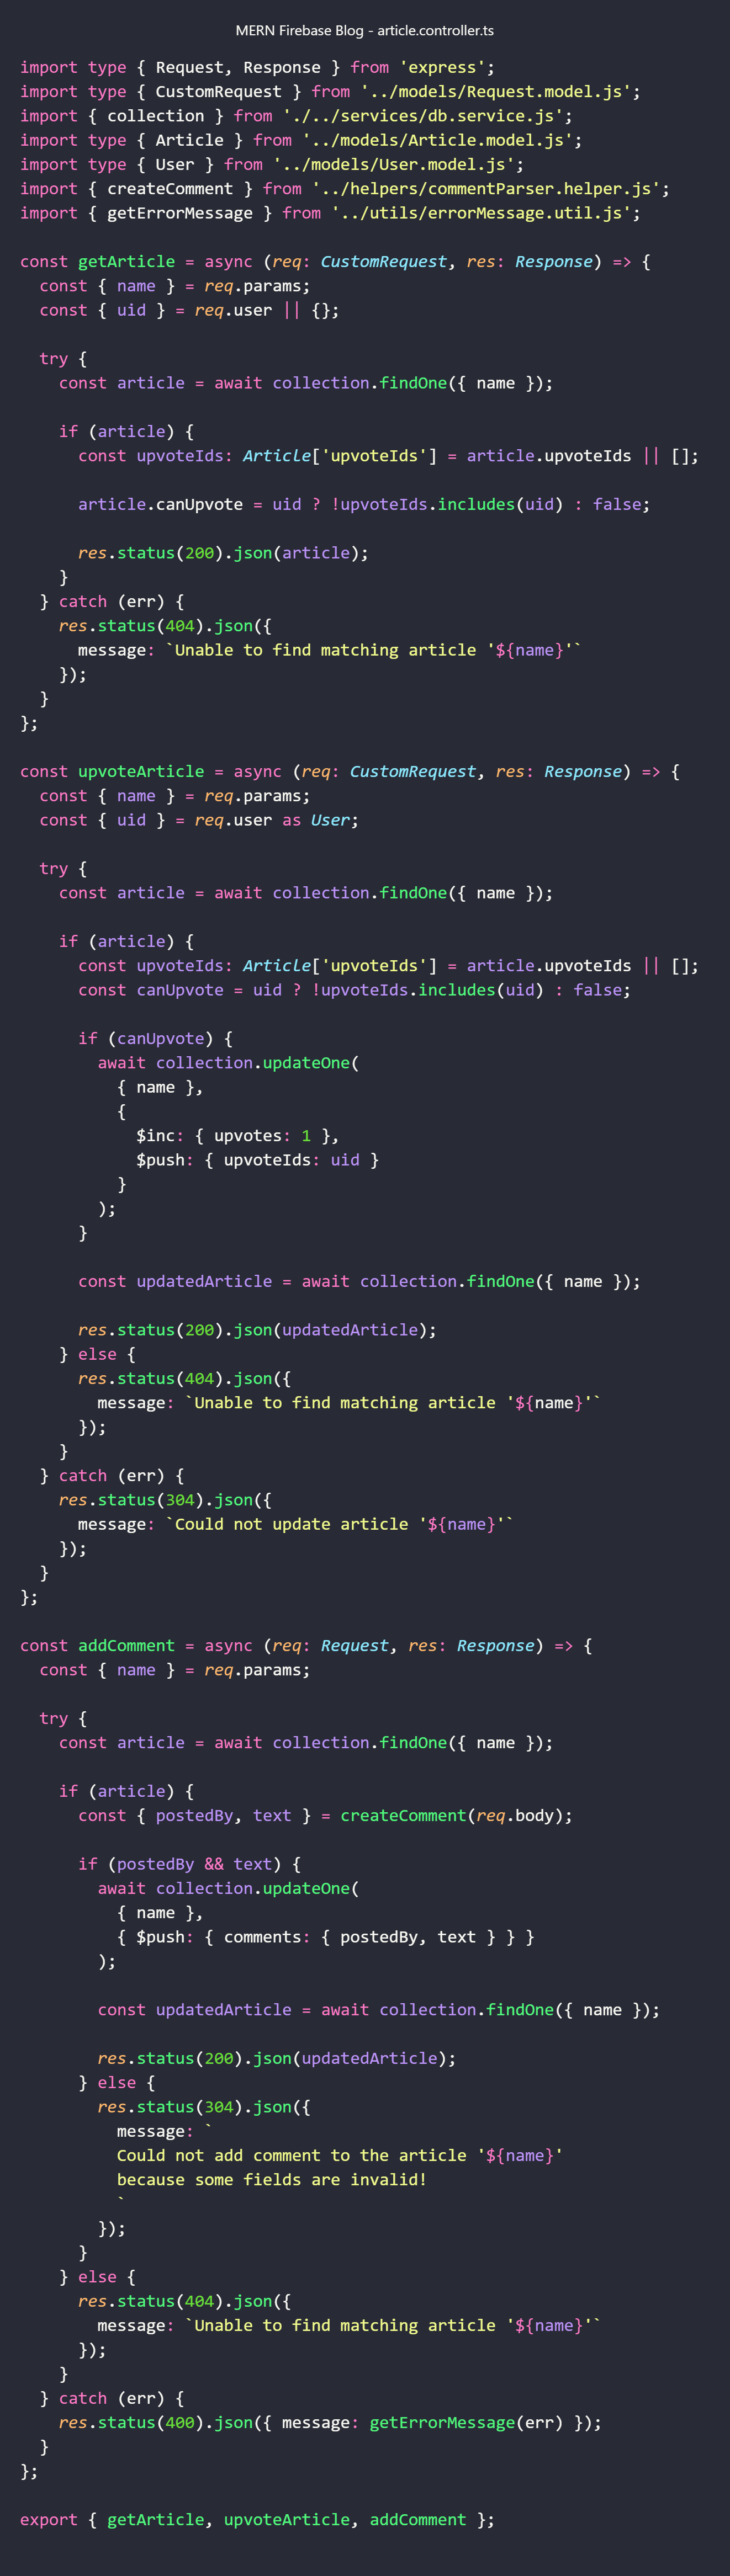 MERN Firebase Blog - article.controller.ts
import type { Request, Response } from 'express';
import type { CustomRequest } from '../models/Request.model.js';
import { collection } from './../services/db.service.js';
import type { Article } from '../models/Article.model.js';
import type { User } from '../models/User.model.js';
import { createComment } from '../helpers/commentParser.helper.js';
import { getErrorMessage } from '../utils/errorMessage.util.js';

const getArticle = async (req: CustomRequest, res: Response) => {
  const { name } = req.params;
  const { uid } = req.user || {};

  try {
    const article = await collection.findOne({ name });

    if (article) {
      const upvoteIds: Article['upvoteIds'] = article.upvoteIds || [];

      article.canUpvote = uid ? !upvoteIds.includes(uid) : false;

      res.status(200).json(article);
    }
  } catch (err) {
    res.status(404).json({
      message: `Unable to find matching article '${name}'`
    });
  }
};

const upvoteArticle = async (req: CustomRequest, res: Response) => {
  const { name } = req.params;
  const { uid } = req.user as User;

  try {
    const article = await collection.findOne({ name });

    if (article) {
      const upvoteIds: Article['upvoteIds'] = article.upvoteIds || [];
      const canUpvote = uid ? !upvoteIds.includes(uid) : false;

      if (canUpvote) {
        await collection.updateOne(
          { name },
          {
            $inc: { upvotes: 1 },
            $push: { upvoteIds: uid }
          }
        );
      }

      const updatedArticle = await collection.findOne({ name });

      res.status(200).json(updatedArticle);
    } else {
      res.status(404).json({
        message: `Unable to find matching article '${name}'`
      });
    }
  } catch (err) {
    res.status(304).json({
      message: `Could not update article '${name}'`
    });
  }
};

const addComment = async (req: Request, res: Response) => {
  const { name } = req.params;

  try {
    const article = await collection.findOne({ name });

    if (article) {
      const { postedBy, text } = createComment(req.body);

      if (postedBy && text) {
        await collection.updateOne(
          { name },
          { $push: { comments: { postedBy, text } } }
        );

        const updatedArticle = await collection.findOne({ name });

        res.status(200).json(updatedArticle);
      } else {
        res.status(304).json({
          message: `
          Could not add comment to the article '${name}'
          because some fields are invalid!
          `
        });
      }
    } else {
      res.status(404).json({
        message: `Unable to find matching article '${name}'`
      });
    }
  } catch (err) {
    res.status(400).json({ message: getErrorMessage(err) });
  }
};

export { getArticle, upvoteArticle, addComment };